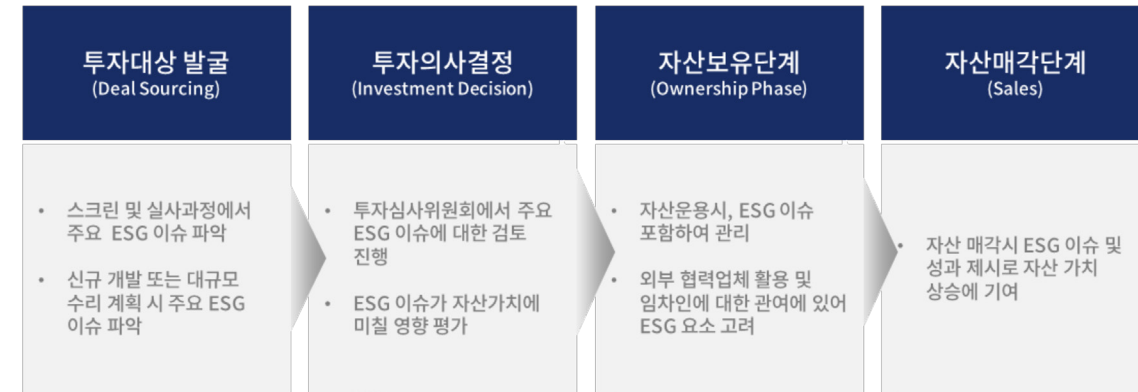 투자대상 발굴
(Deal Sourcing)
• 스크린 및 실사과정에서
주요 ESG 이슈 파악
• 신규 개발 또는 대규모
수리 계획 시 주요 ESG
이슈 파악
투자의사결정
(Investment Decision)
• 투자심사위원회에서 주요
ESG 이슈에 대한 검토
진행
• ESG 이슈가 자산가치에
미칠 영향 평가
자산보유단계
(Ownership Phase)
• 자산운용시, ESG 이슈
포함하여 관리
• 외부 협력업체 활용 및
임차인에 대한 관여에 있어
ESG 요소 고려
자산매각단계
(Sales)
• 자산 매각시 ESG 이슈 및
성과 제시로 자산 가치
상승에 기여